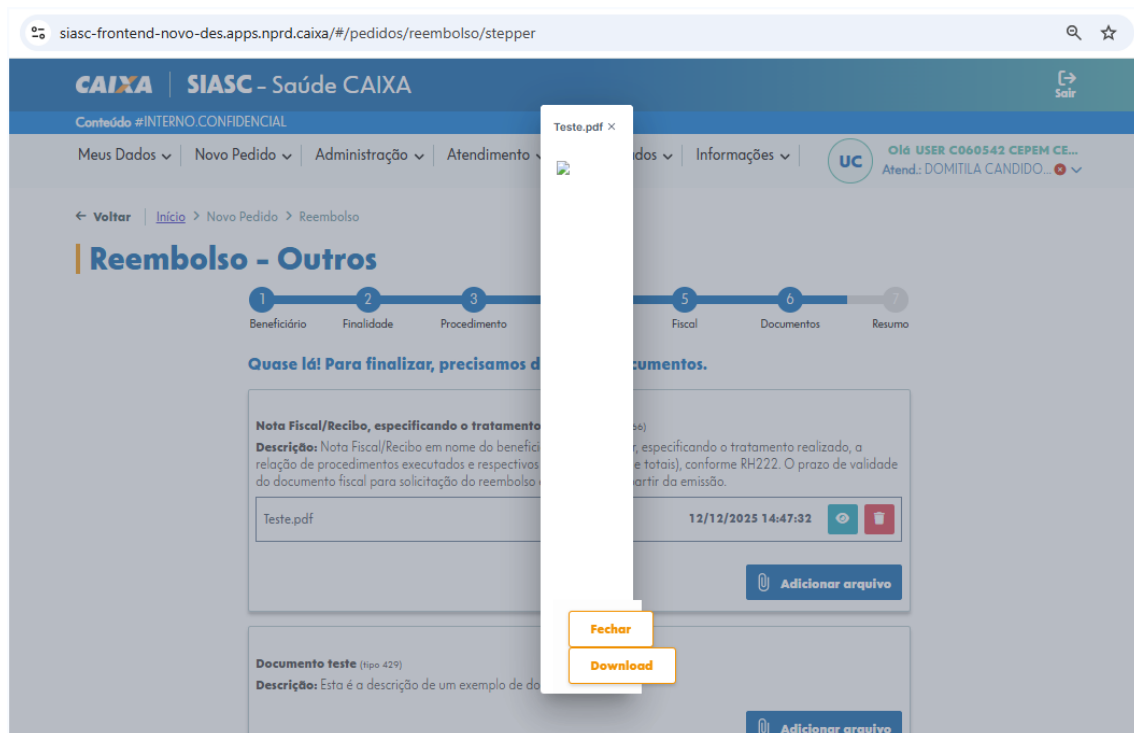 siasc-frontend-novo-des.apps.nprd.caixa/#/pedidos/reembolso/stepper
CAIXA | SIASC - Saúde CAIXA
Sair
Conteúdo #INTERNO.CONFIDENCIAL
Meus Dados
Novo Pedido
Administração
Atendimento
dos
Informações
UC
Olá USER C060542 CEPEM CE...
Atend.: DOMITILA CANDIDO...
Teste.pdf ×
← Voltar | Início > Novo Pedido > Reembolso
Reembolso - Outros
1 2 3 5 6 7
Beneficiário Finalidade Procedimento Fiscal Documentos Resumo
Quase lá! Para finalizar, precisamos d cumentos.
Nota Fiscal/Recibo, especificando o tratamento 66)
Descrição: Nota Fiscal/Recibo em nome do benefici r, especificando o tratamento realizado, a
relação de procedimentos executados e respectivos e totais), conforme RH222. O prazo de validade
do documento fiscal para solicitação do reembolso partir da emissão.
Teste.pdf 12/12/2025 14:47:32
Adicionar arquivo
Fechar
Download
Documento teste (tipo 429)
Descrição: Esta é a descrição de um exemplo de do
Adicionar arquivo